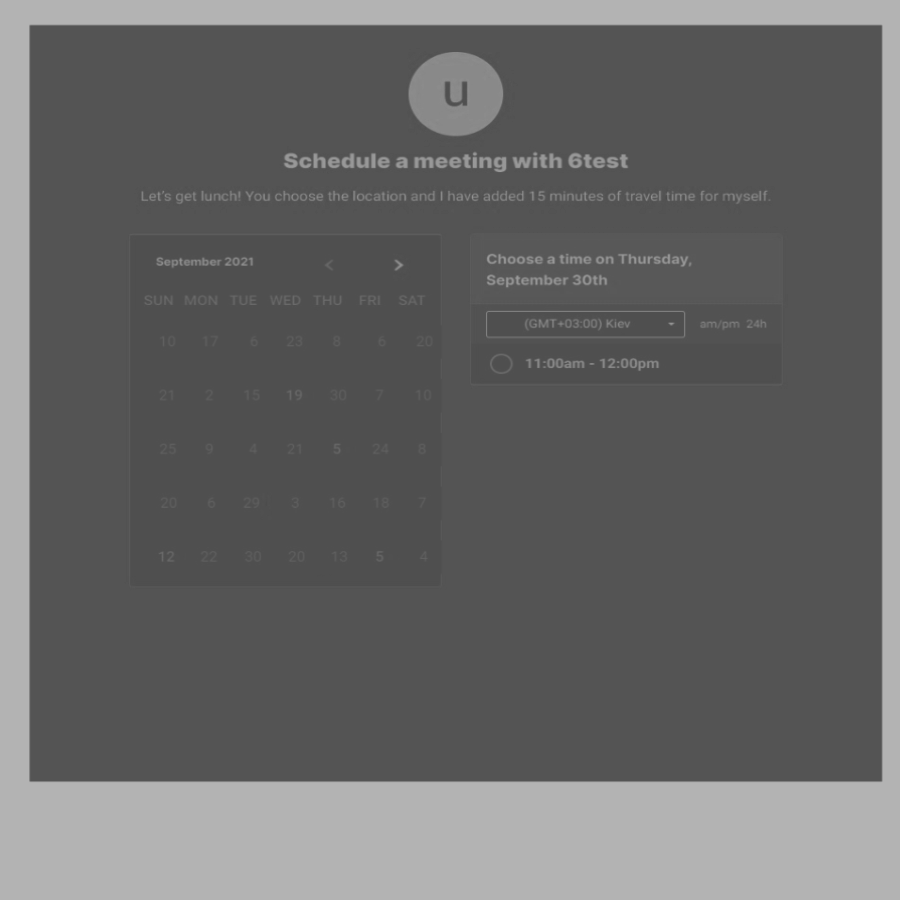 u
Schedule a meeting with 6test
Let's get lunch! You choose the location and I have added 15 minutes of travel time for myself.
September 2021 < >
SUN MON TUE WED THU FRI SAT
10 17 6 23 8 6 20
21 2 15 19 30 7 10
25 9 4 21 5 24 8
20 6 29 3 16 18 7
12 22 30 20 13 5 4
Choose a time on Thursday,
September 30th
(GMT+03:00) Kiev am/pm 24h
11:00am - 12:00pm